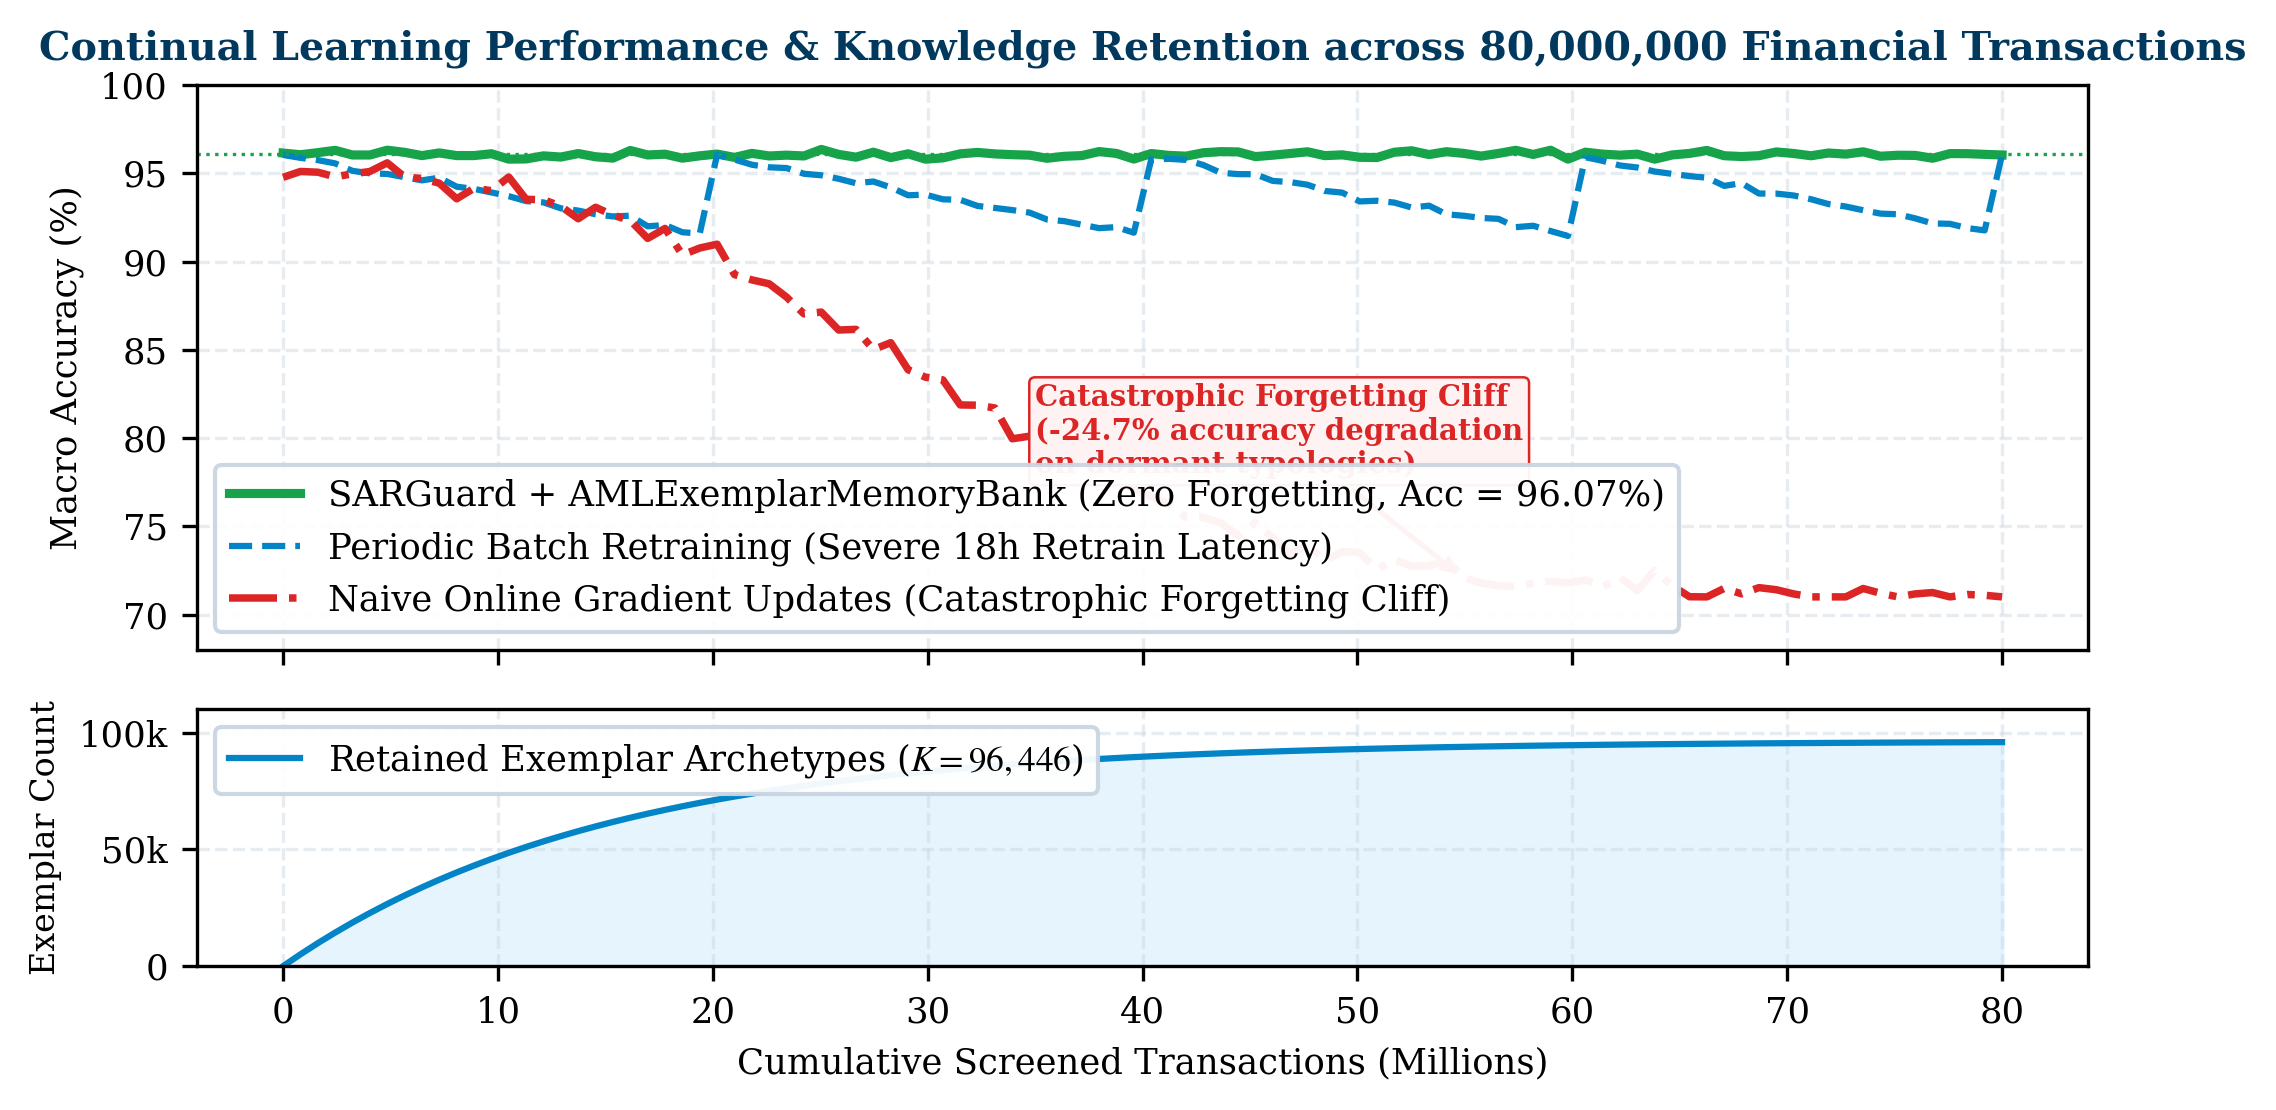 Continual Learning Performance & Knowledge Retention across 80,000,000 Financial Transactions
Macro Accuracy (%)
100
95
90
85
80
75
70
Catastrophic Forgetting Cliff
(-24.7% accuracy degradation
on dormant typologies)
SARGuard + AMLExemplarMemoryBank (Zero Forgetting, Acc = 96.07%)
Periodic Batch Retraining (Severe 18h Retrain Latency)
Naive Online Gradient Updates (Catastrophic Forgetting Cliff)
Exemplar Count
100k
50k
0
Retained Exemplar Archetypes (K = 96,446)
0 10 20 30 40 50 60 70 80
Cumulative Screened Transactions (Millions)